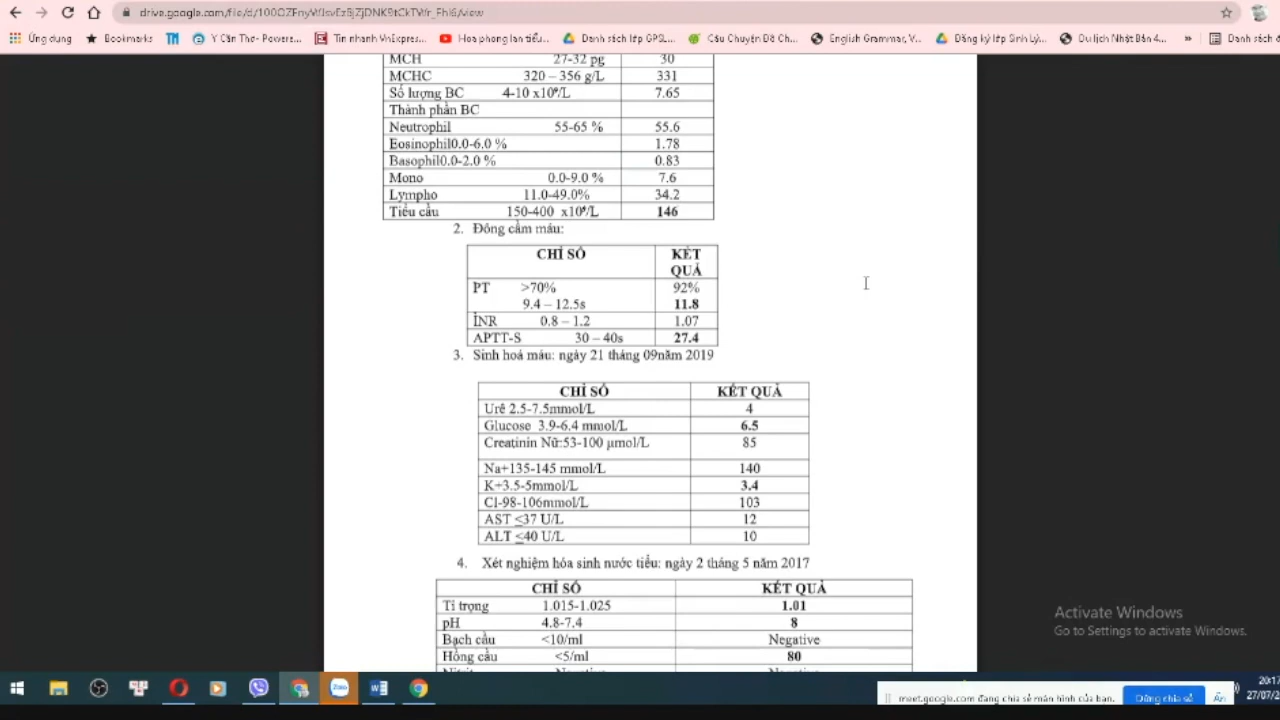 Ứng dụng Bookmarks Tin nhanh VnExpres... Hoa phong lan tiểu... Danh sách lớp GPSL... Câu Chuyện Đã Ch... English Grammar, V... Đăng ký lớp Sinh Lý... Du lịch Nhật Bản 4... » Danh sách đ
MCH 27-32 pg 30
MCHC 320 – 356 g/L 331
Số lượng BC 4-10 x10⁹/L 7.65
Thành phần BC
Neutrophil 55-65 % 55.6
Eosinophil0.0-6.0 % 1.78
Basophil0.0-2.0 % 0.83
Mono 0.0-9.0 % 7.6
Lympho 11.0-49.0% 34.2
Tiểu cầu 150-400 x10⁹/L 146
2. Đông cầm máu:
CHỈ SỐ KẾT
QUẢ
PT >70% 92%
9.4 – 12.5s 11.8
INR 0.8 – 1.2 1.07
APTT-S 30 – 40s 27.4
3. Sinh hoá máu: ngày 21 tháng 09năm 2019
CHỈ SỐ KẾT QUẢ
Urê 2.5-7.5mmol/L 4
Glucose 3.9-6.4 mmol/L 6.5
Creatinin Nữ:53-100 µmol/L 85
Na+135-145 mmol/L 140
K+3.5-5mmol/L 3.4
Cl-98-106mmol/L 103
AST ≤37 U/L 12
ALT ≤40 U/L 10
4. Xét nghiệm hóa sinh nước tiểu: ngày 2 tháng 5 năm 2017
CHỈ SỐ KẾT QUẢ
Tỉ trọng 1.015-1.025 1.01
pH 4.8-7.4 8
Bạch cầu <10/ml Negative
Hồng cầu <5/ml 80
Activate Windows
Go to Settings to activate Windows.
meet.google.com đang chia sẻ màn hình của bạn. Dừng chia sẻ Ẩn
20:17
27/07/2